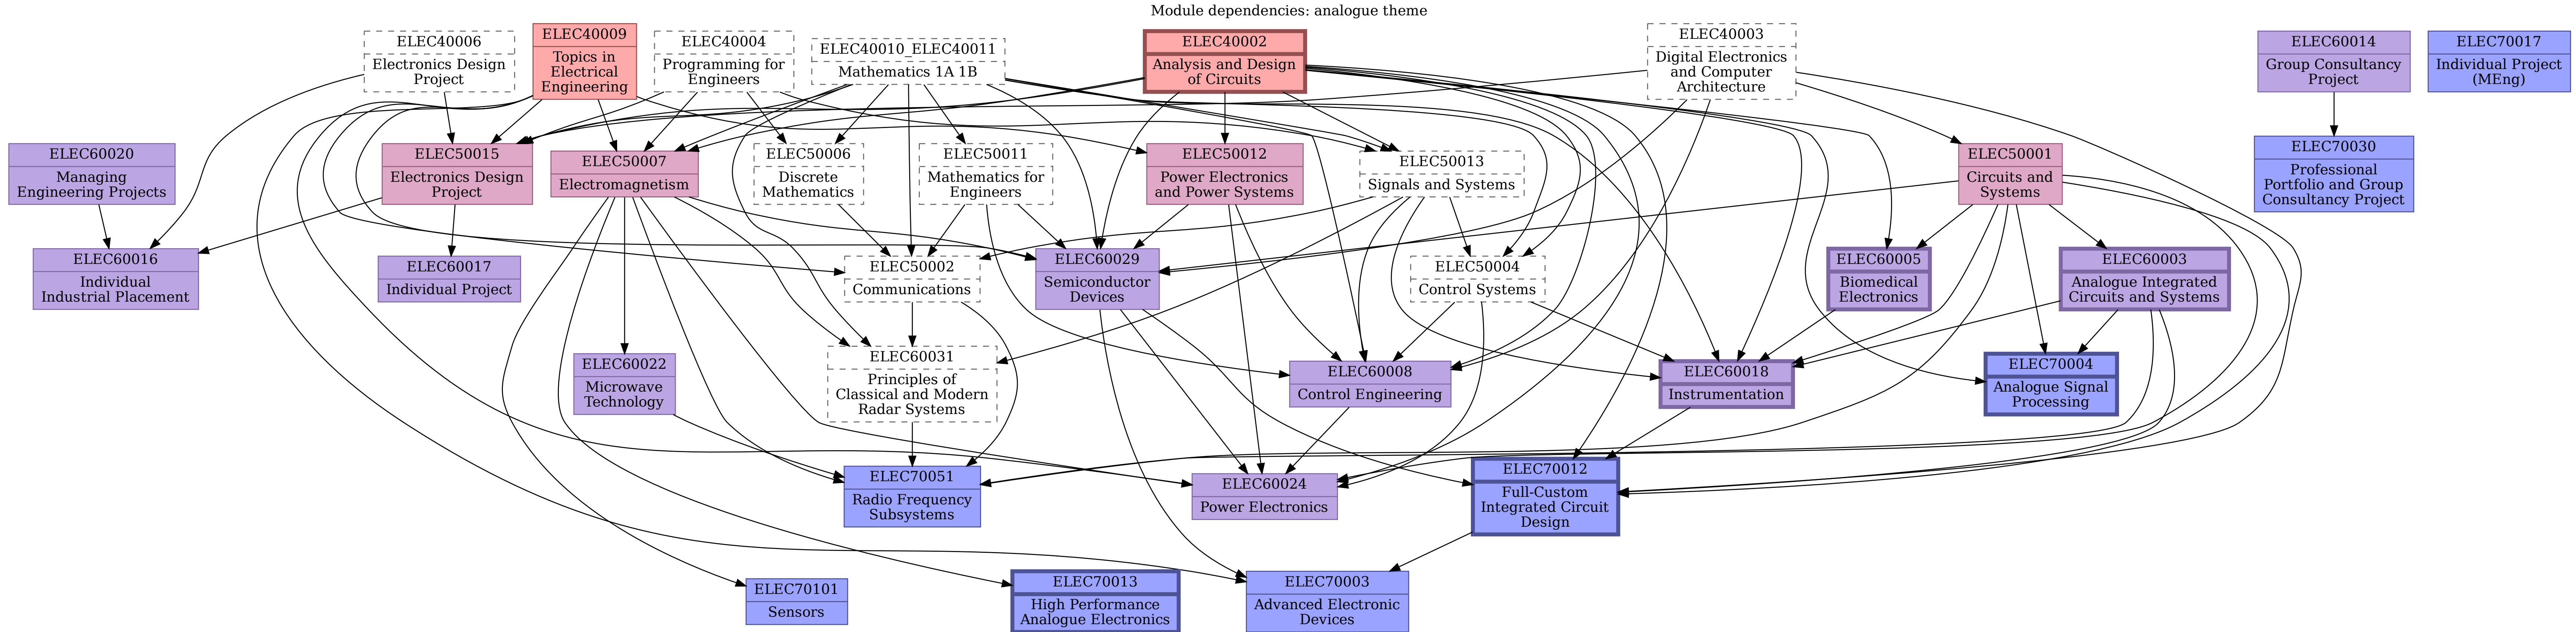 Module dependencies: analogue theme
ELEC40006
Electronics Design
Project
ELEC40009
Topics in
Electrical
Engineering
ELEC40004
Programming for
Engineers
ELEC40010_ELEC40011
Mathematics 1A 1B
ELEC40002
Analysis and Design
of Circuits
ELEC40003
Digital Electronics
and Computer
Architecture
ELEC60014
Group Consultancy
Project
ELEC70017
Individual Project
(MEng)
ELEC60020
Managing
Engineering Projects
ELEC50015
Electronics Design
Project
ELEC50007
Electromagnetism
ELEC50006
Discrete
Mathematics
ELEC50011
Mathematics for
Engineers
ELEC50012
Power Electronics
and Power Systems
ELEC50013
Signals and Systems
ELEC50001
Circuits and
Systems
ELEC70030
Professional
Portfolio and Group
Consultancy Project
ELEC60016
Individual
Industrial Placement
ELEC60017
Individual Project
ELEC50002
Communications
ELEC60029
Semiconductor
Devices
ELEC50004
Control Systems
ELEC60005
Biomedical
Electronics
ELEC60003
Analogue Integrated
Circuits and Systems
ELEC60022
Microwave
Technology
ELEC60031
Principles of
Classical and Modern
Radar Systems
ELEC60008
Control Engineering
ELEC60018
Instrumentation
ELEC70004
Analogue Signal
Processing
ELEC70051
Radio Frequency
Subsystems
ELEC60024
Power Electronics
ELEC70012
Full-Custom
Integrated Circuit
Design
ELEC70101
Sensors
ELEC70013
High Performance
Analogue Electronics
ELEC70003
Advanced Electronic
Devices